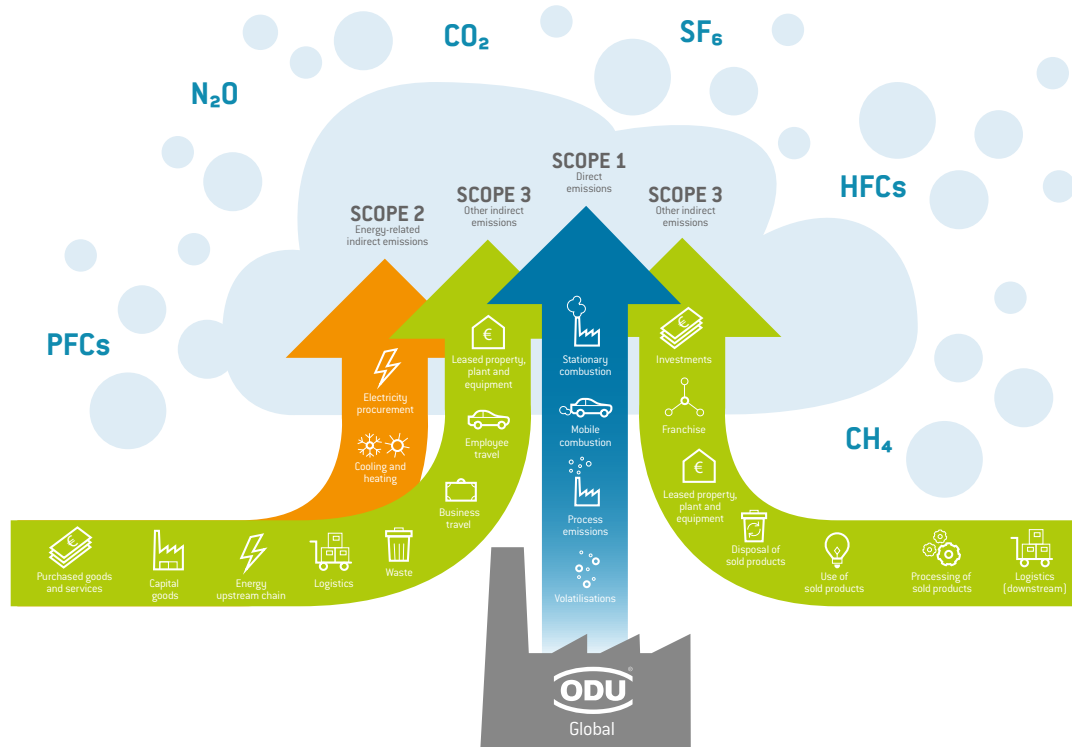 CO₂
SF₆
N₂O
HFCs
PFCs
CH₄
SCOPE 1
Direct
emissions
SCOPE 2
Energy-related
indirect emissions
SCOPE 3
Other indirect
emissions
SCOPE 3
Other indirect
emissions
Electricity
procurement
Cooling and
heating
Leased property,
plant and
equipment
Employee
travel
Business
travel
Waste
Logistics
Energy
upstream chain
Capital
goods
Purchased goods
and services
Stationary
combustion
Mobile
combustion
Process
emissions
Volatilisations
Investments
Franchise
Leased property,
plant and
equipment
Disposal of
sold products
Use of
sold products
Processing of
sold products
Logistics
(downstream)
ODU®
Global